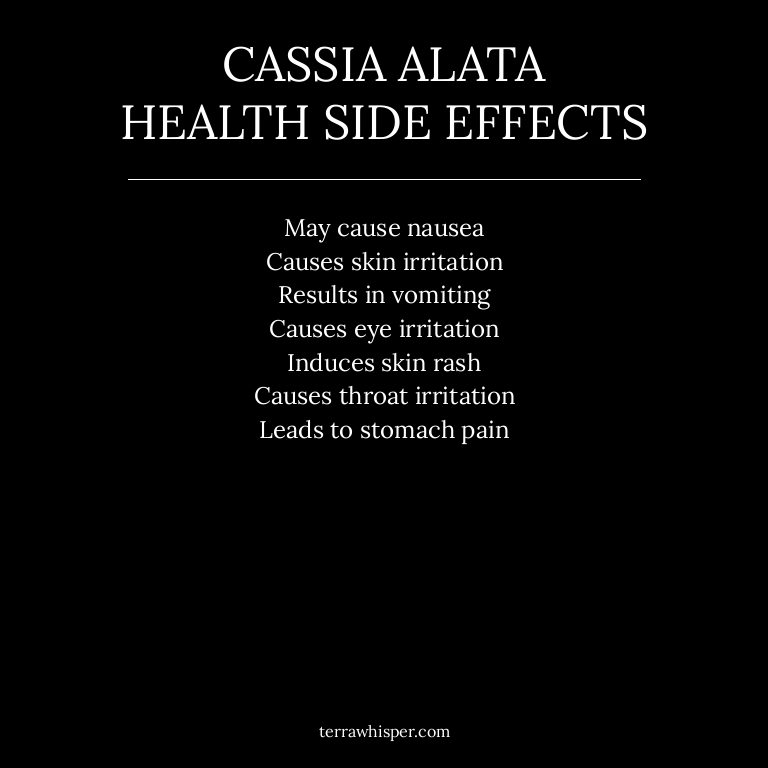 CASSIA ALATA
HEALTH SIDE EFFECTS
May cause nausea
Causes skin irritation
Results in vomiting
Causes eye irritation
Induces skin rash
Causes throat irritation
Leads to stomach pain
terrawhisper.com